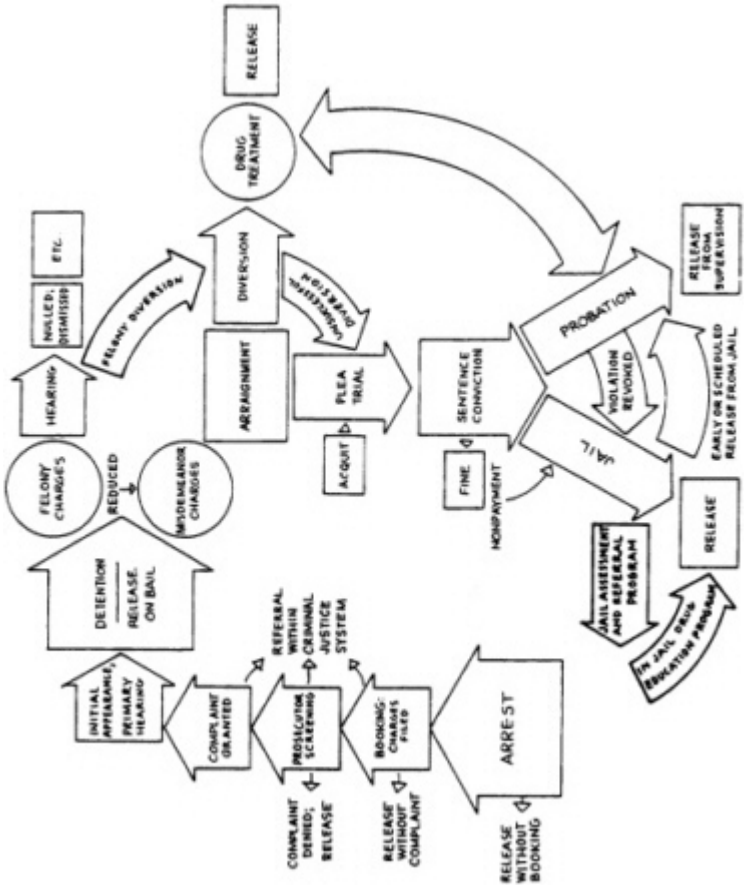 RELEASE WITHOUT
BOOKING
ARREST
RELEASE WITHOUT
COMPLAINT
BOOKING:
CHARGES
FILED
COMPLAINT
DENIED;
RELEASE
PROSECUTOR
SCREENING
REFERRAL
WITHIN
CRIMINAL
JUSTICE
SYSTEM
COMPLAINT
GRANTED
INITIAL
APPEARANCE;
PRIMARY
HEARING
DETENTION
RELEASE
ON BAIL
FELONY
CHARGES
REDUCED
MISDEMEANOR
CHARGES
HEARING
NULLED;
DISMISSED
ETC.
FELONY DIVERSION
ARRAIGNMENT
DIVERSION
DRUG
TREATMENT
RELEASE
UNSUCCESSFUL
DIVERSION
PLEA
TRIAL
ACQUIT
SENTENCE
CONVICTION
FINE
NONPAYMENT
JAIL
PROBATION
VIOLATION
REVOKED
EARLY OR SCHEDULED
RELEASE FROM JAIL
RELEASE
FROM
SUPERVISION
RELEASE
JAIL ASSESSMENT
AND REFERRAL
PROGRAM
IN JAIL DRUG
EDUCATION PROGRAM